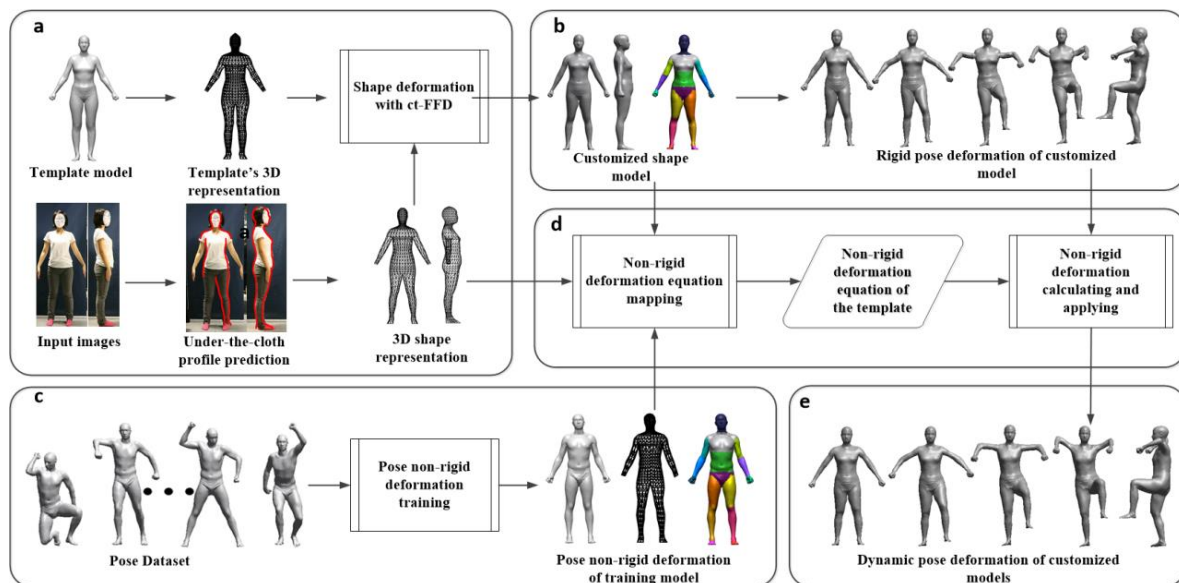 a
Template model
Template's 3D
representation
Shape deformation
with ct-FFD
Input images
Under-the-cloth
profile prediction
3D shape
representation
b
Customized shape
model
Rigid pose deformation of customized
model
d
Non-rigid
deformation equation
mapping
Non-rigid
deformation
equation of
the template
Non-rigid
deformation
calculating and
applying
c
Pose Dataset
Pose non-rigid
deformation
training
Pose non-rigid deformation
of training model
e
Dynamic pose deformation of customized
models